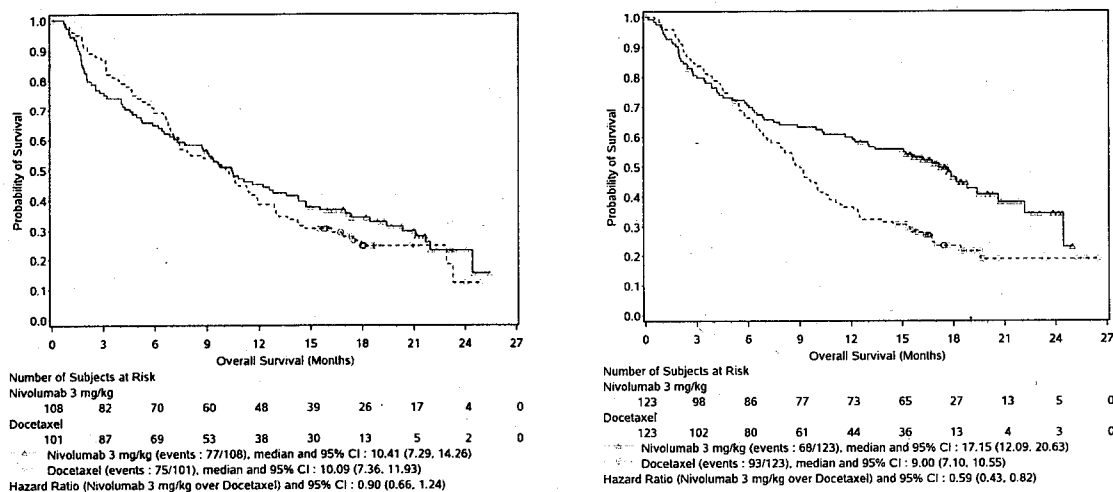 1.0
0.9
0.8
0.7
0.6
0.5
0.4
0.3
0.2
0.1
0.0
Probability of Survival
0 3 6 9 12 15 18 21 24 27
Overall Survival (Months)
Number of Subjects at Risk
Nivolumab 3 mg/kg
108 82 70 60 48 39 26 17 4 0
Docetaxel
101 87 69 53 38 30 13 5 2 0
Nivolumab 3 mg/kg (events : 77/108), median and 95% CI : 10.41 (7.29, 14.26)
Docetaxel (events : 75/101), median and 95% CI : 10.09 (7.36, 11.93)
Hazard Ratio (Nivolumab 3 mg/kg over Docetaxel) and 95% CI : 0.90 (0.66, 1.24)
1.0
0.9
0.8
0.7
0.6
0.5
0.4
0.3
0.2
0.1
0.0
Probability of Survival
0 3 6 9 12 15 18 21 24 27
Overall Survival (Months)
Number of Subjects at Risk
Nivolumab 3 mg/kg
123 98 86 77 73 65 27 13 5 0
Docetaxel
123 102 80 61 44 36 13 4 3 0
Nivolumab 3 mg/kg (events : 68/123), median and 95% CI : 17.15 (12.09, 20.63)
Docetaxel (events : 93/123), median and 95% CI : 9.00 (7.10, 10.55)
Hazard Ratio (Nivolumab 3 mg/kg over Docetaxel) and 95% CI : 0.59 (0.43, 0.82)